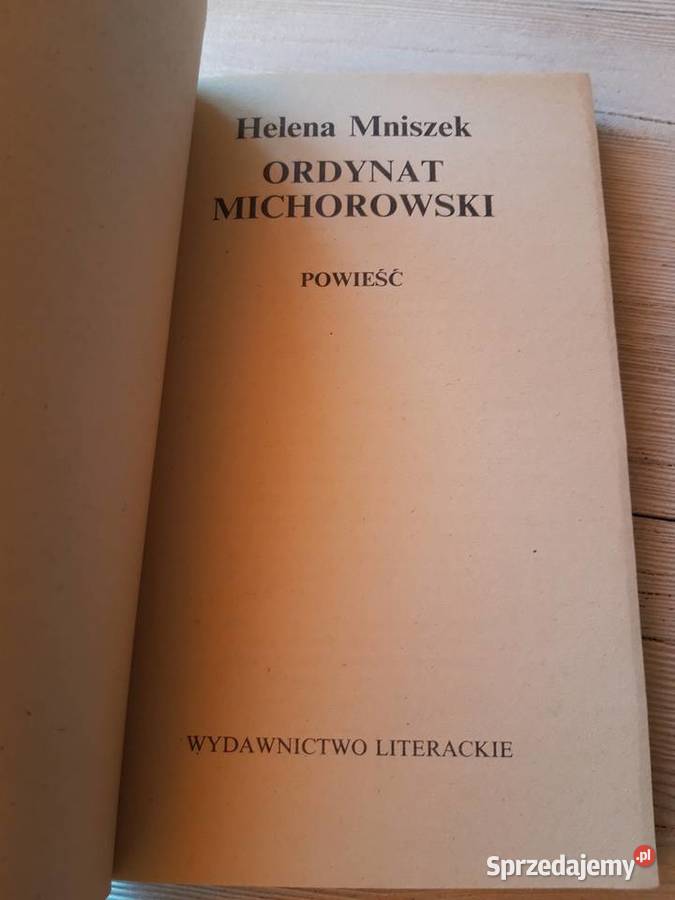 Helena Mniszek
ORDYNAT
MICHOROWSKI
POWIEŚĆ
WYDAWNICTWO LITERACKIE
Sprzedajemy.pl